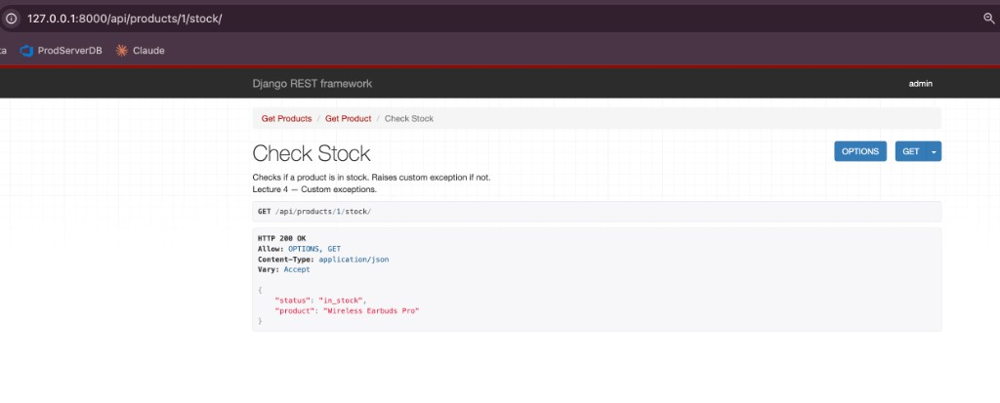 127.0.0.1:8000/api/products/1/stock/
ta ProdServerDB Claude
Django REST framework admin
Get Products / Get Product / Check Stock
Check Stock OPTIONS GET
Checks if a product is in stock. Raises custom exception if not.
Lecture 4 — Custom exceptions.
GET /api/products/1/stock/
HTTP 200 OK
Allow: OPTIONS, GET
Content-Type: application/json
Vary: Accept
{
"status": "in_stock",
"product": "Wireless Earbuds Pro"
}